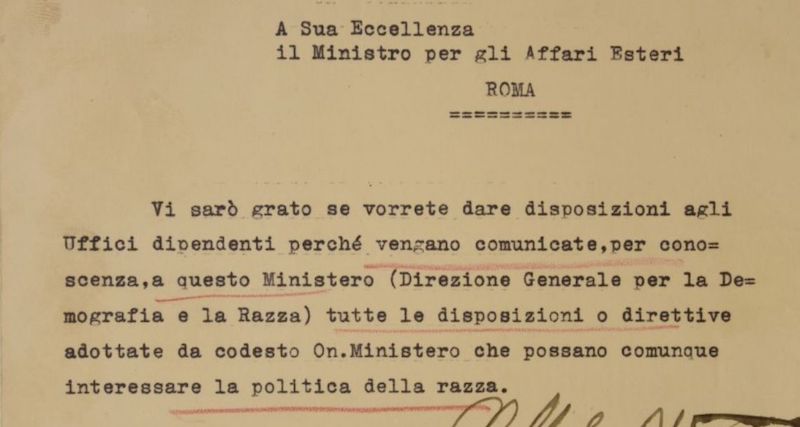 A Sua Eccellenza
il Ministro per gli Affari Esteri
ROMA
==========
Vi sarò grato se vorrete dare disposizioni agli
Uffici dipendenti perché vengano comunicate,per cono=
scenza,a questo Ministero (Direzione Generale per la De=
mografia e la Razza) tutte le disposizioni o direttive
adottate da codesto On.Ministero che possano comunque
interessare la politica della razza.